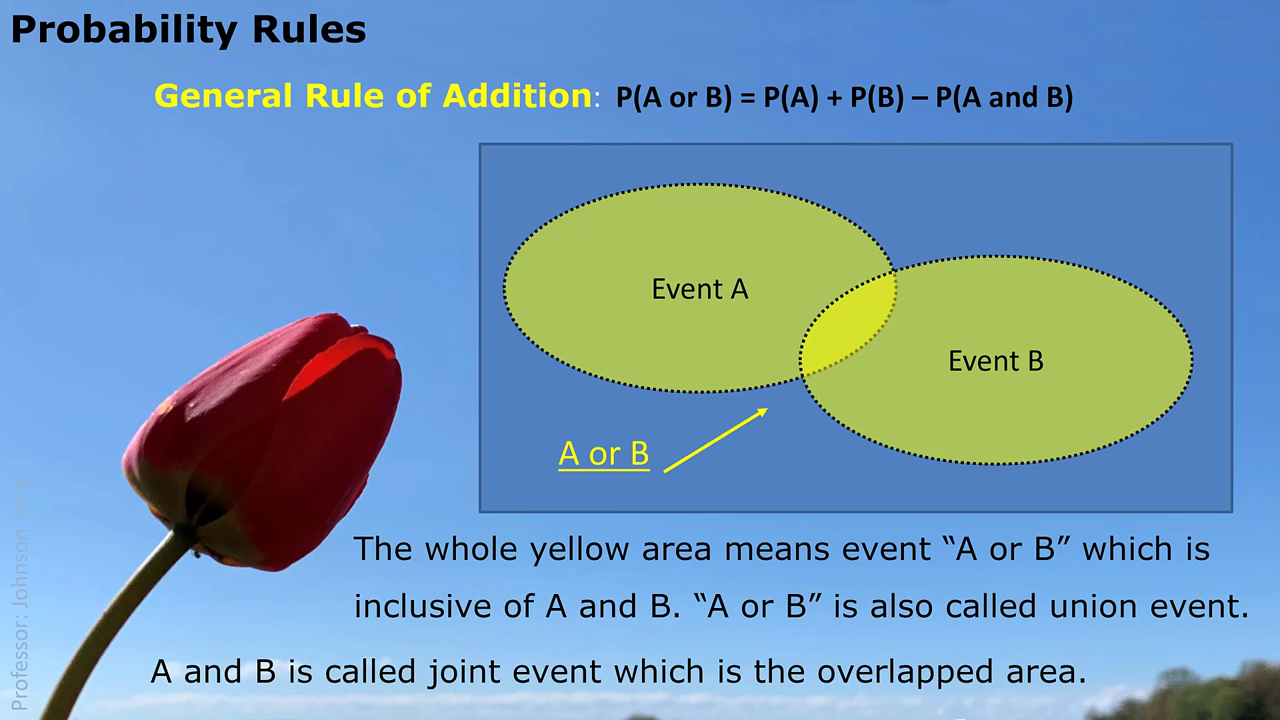 Probability Rules
General Rule of Addition: P(A or B) = P(A) + P(B) – P(A and B)
Event A
Event B
A or B
The whole yellow area means event “A or B” which is
inclusive of A and B. “A or B” is also called union event.
A and B is called joint event which is the overlapped area.
Professor: Johnson